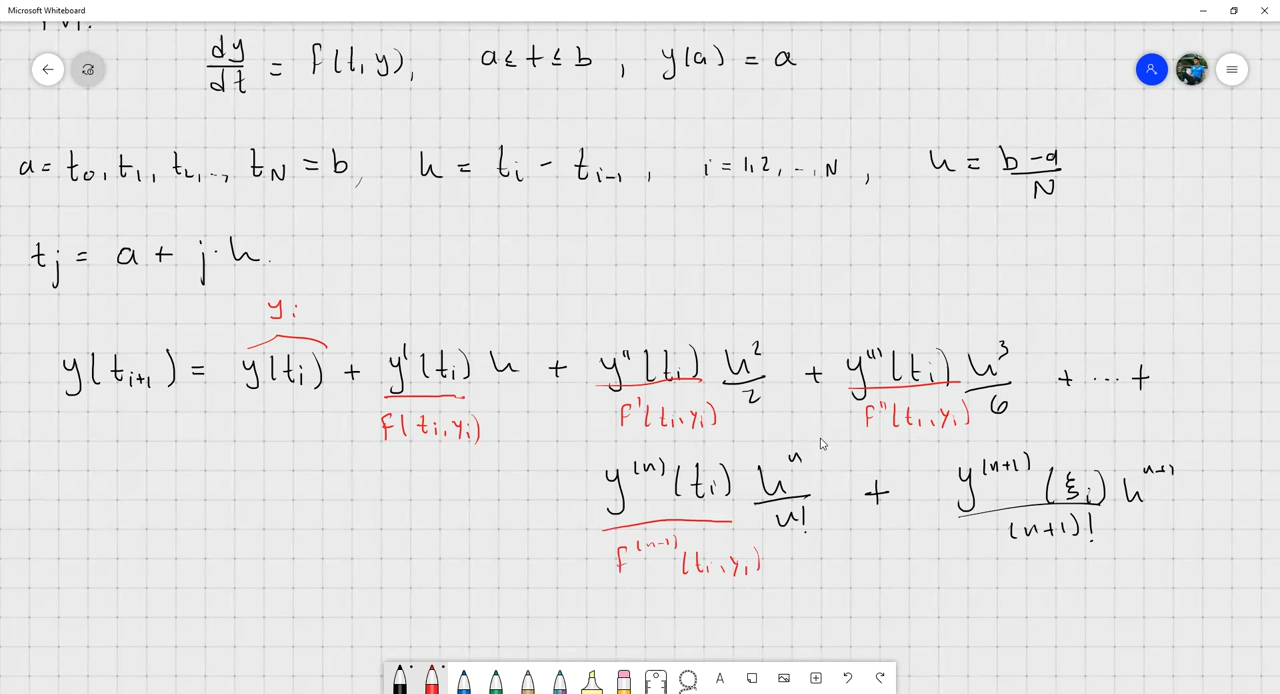 Microsoft Whiteboard
dy/dt = f(t, y), a ≤ t ≤ b, y(a) = a
a = t₀, t₁, t₂, .., t_N = b, h = t_i - t_{i-1}, i = 1, 2, .., N, h = (b - a)/N
t_j = a + j · h.
y_i
y(t_{i+1}) = y(t_i) + y'(t_i) h + y''(t_i) h²/2 + y'''(t_i) h³/6 + ... +
f(t_i, y_i) f'(t_i, y_i) f''(t_i, y_i)
y^{(n)}(t_i) h^n/n! + y^{(n+1)}(ξ_i)/(n+1)! h^{n+1}
f^{(n-1)}(t_i, y_i)
A